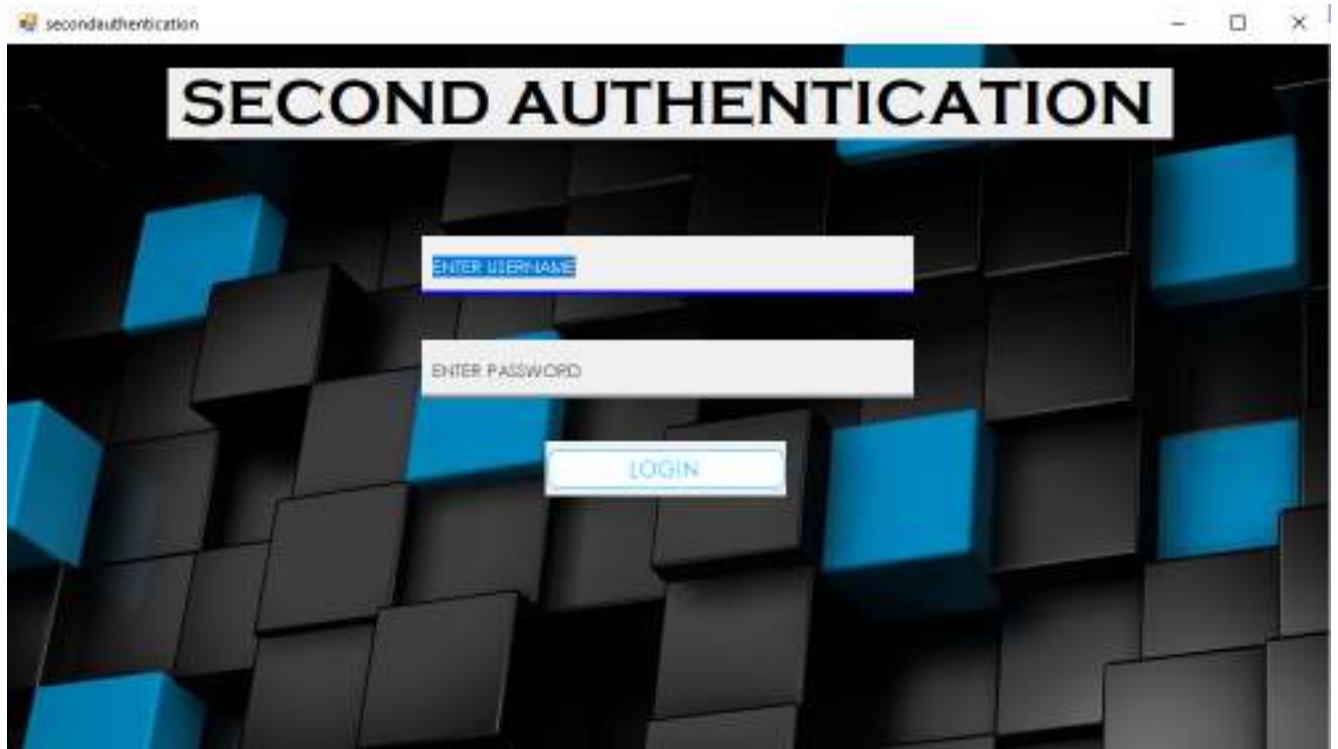 secondauthentication
SECOND AUTHENTICATION
ENTER USERNAME
ENTER PASSWORD
LOGIN